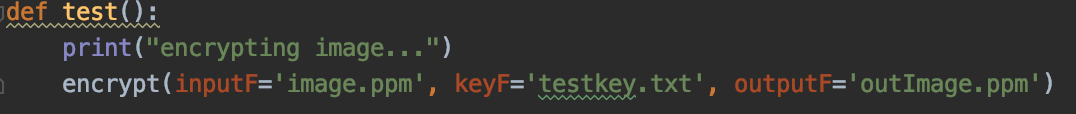 def test():
    print("encrypting image...")
    encrypt(inputF='image.ppm', keyF='testkey.txt', outputF='outImage.ppm')